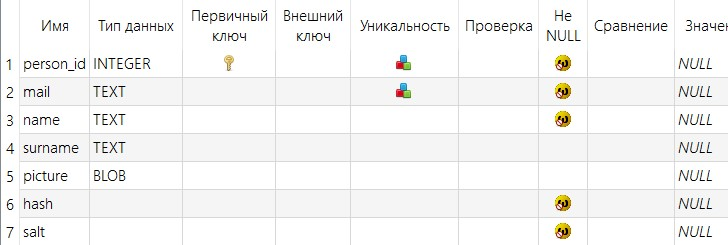 Имя Тип данных Первичный ключ Внешний ключ Уникальность Проверка Не NULL Сравнение Значен
1 person_id INTEGER NULL
2 mail TEXT NULL
3 name TEXT NULL
4 surname TEXT NULL
5 picture BLOB NULL
6 hash NULL
7 salt NULL